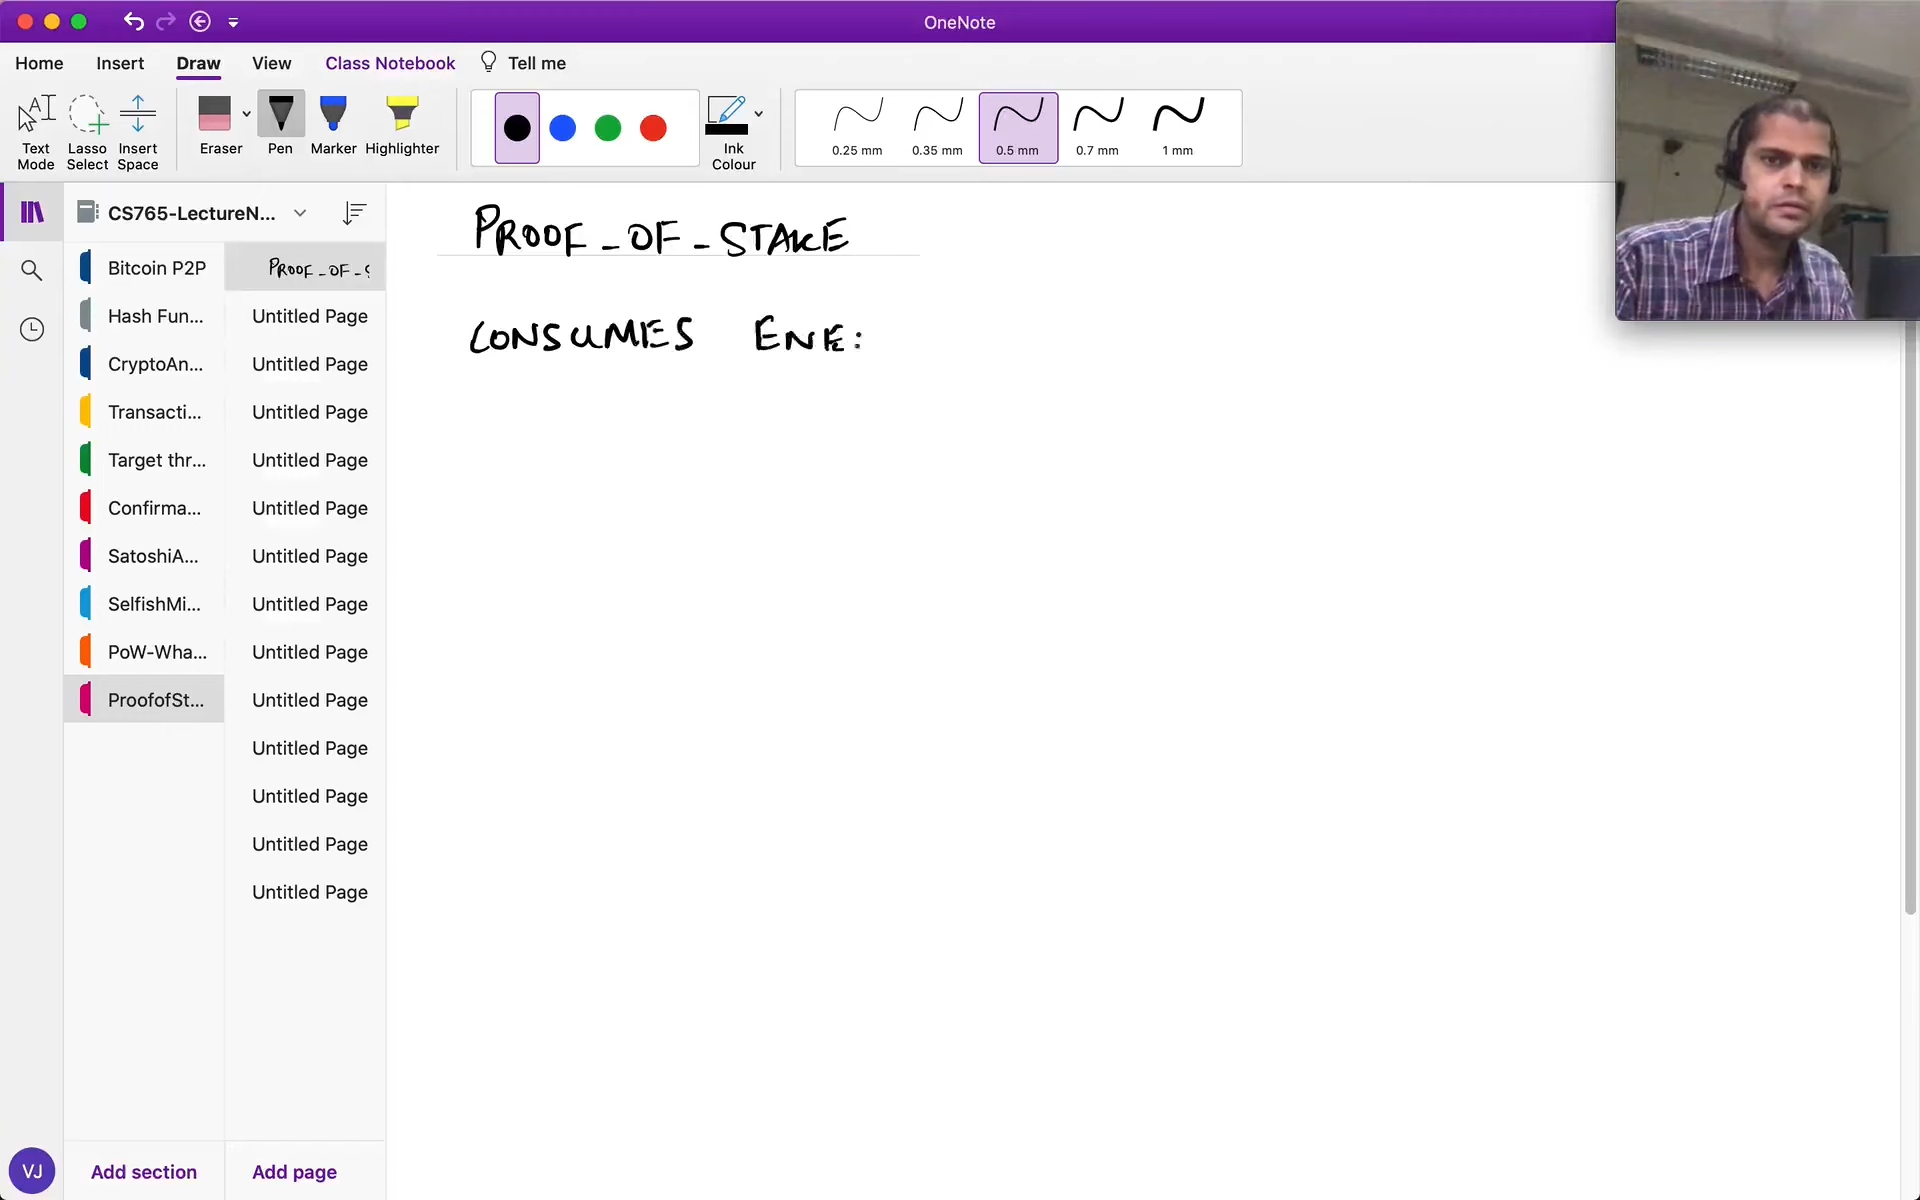 OneNote
Home Insert Draw View Class Notebook Tell me
Text Mode
Lasso Select
Insert Space
Eraser
Pen
Marker
Highlighter
Ink Colour
0.25 mm 0.35 mm 0.5 mm 0.7 mm 1 mm
CS765-LectureN...
Bitcoin P2P
Hash Fun...
CryptoAn...
Transacti...
Target thr...
Confirma...
SatoshiA...
SelfishMi...
PoW-Wha...
ProofofSt...
PROOF_OF_S
Untitled Page
Untitled Page
Untitled Page
Untitled Page
Untitled Page
Untitled Page
Untitled Page
Untitled Page
Untitled Page
Untitled Page
Untitled Page
Untitled Page
Untitled Page
PROOF_OF_STAKE
CONSUMES ENE:
VJ
Add section
Add page